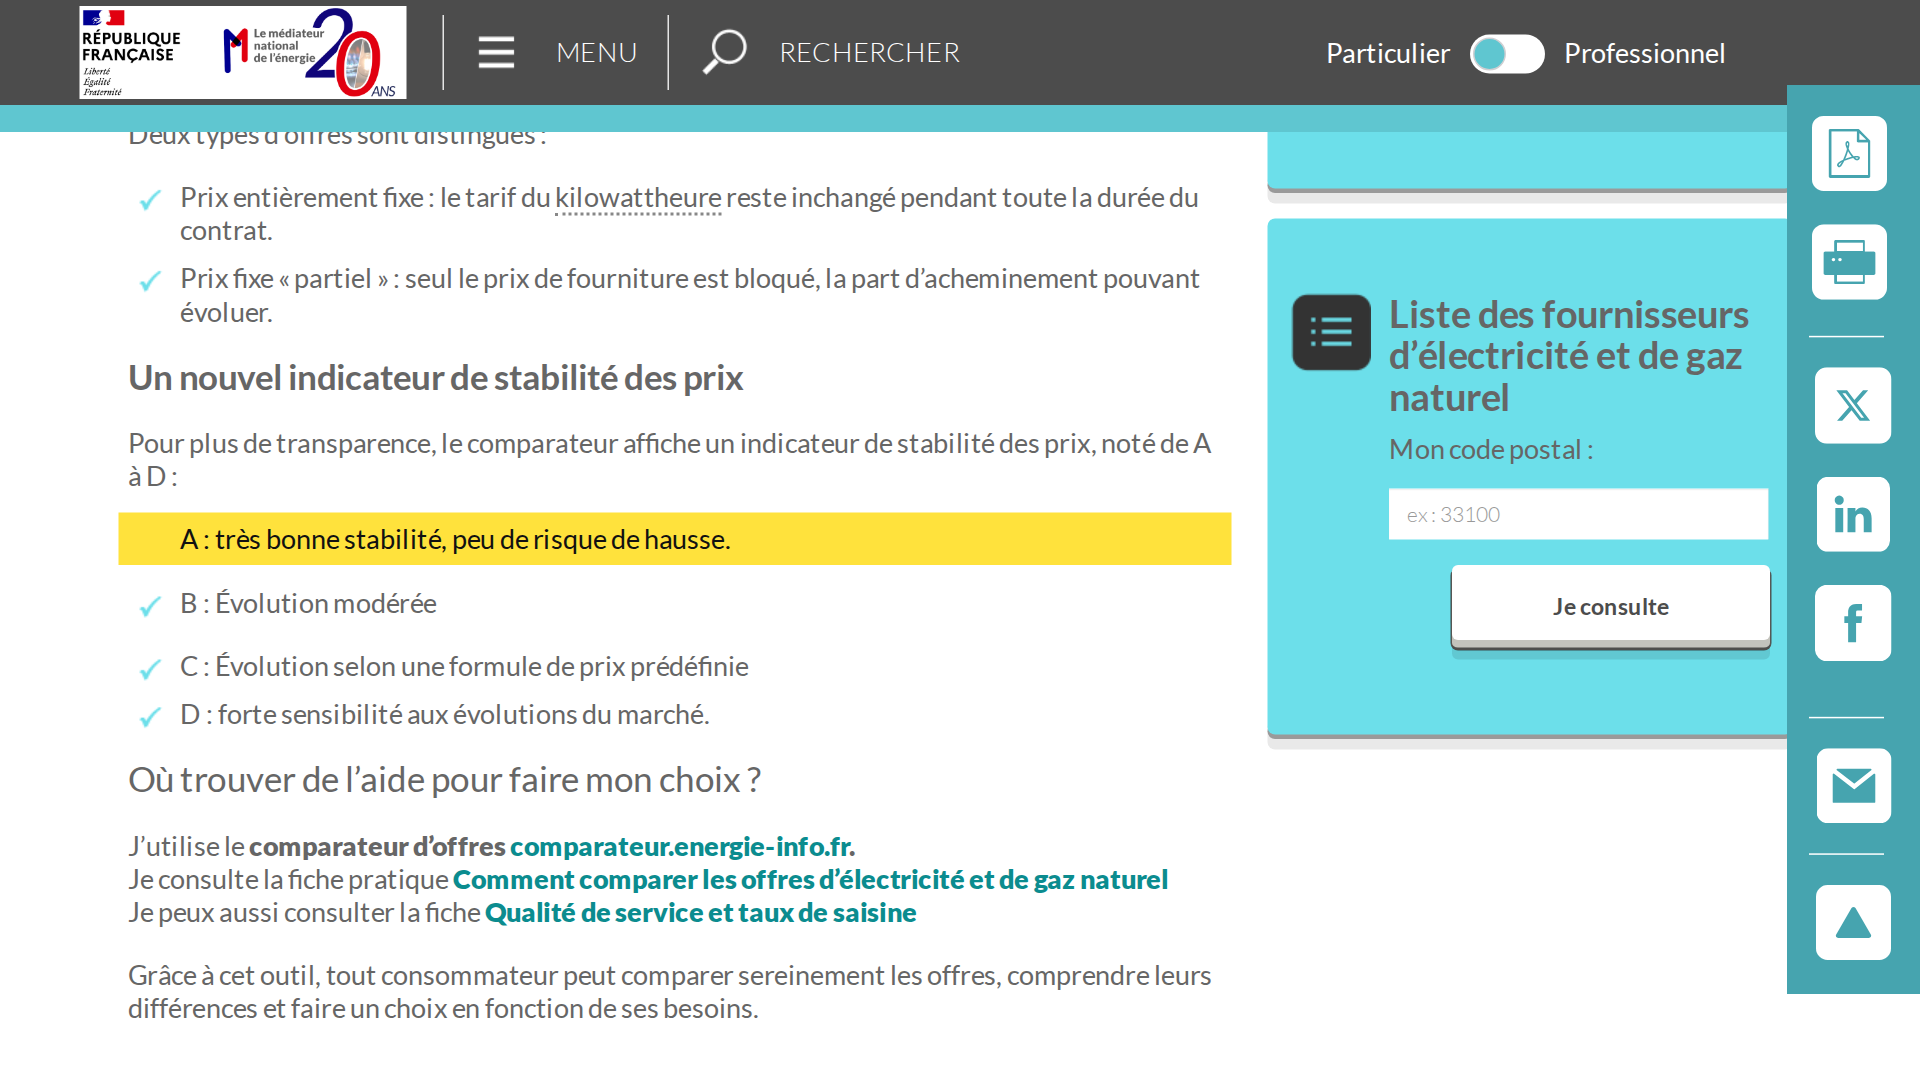 RÉPUBLIQUE
FRANÇAISE
Liberté
Égalité
Fraternité
Le médiateur
national
de l'énergie
20
ANS
MENU
RECHERCHER
Particulier
Professionnel
Deux types d'offres sont distingués :
Prix entièrement fixe : le tarif du kilowattheure reste inchangé pendant toute la durée du
contrat.
Prix fixe « partiel » : seul le prix de fourniture est bloqué, la part d’acheminement pouvant
évoluer.
Un nouvel indicateur de stabilité des prix
Pour plus de transparence, le comparateur affiche un indicateur de stabilité des prix, noté de A
à D :
A : très bonne stabilité, peu de risque de hausse.
B : Évolution modérée
C : Évolution selon une formule de prix prédéfinie
D : forte sensibilité aux évolutions du marché.
Où trouver de l’aide pour faire mon choix ?
J’utilise le comparateur d’offres comparateur.energie-info.fr.
Je consulte la fiche pratique Comment comparer les offres d’électricité et de gaz naturel
Je peux aussi consulter la fiche Qualité de service et taux de saisine
Grâce à cet outil, tout consommateur peut comparer sereinement les offres, comprendre leurs
différences et faire un choix en fonction de ses besoins.
Liste des fournisseurs
d’électricité et de gaz
naturel
Mon code postal :
ex : 33100
Je consulte